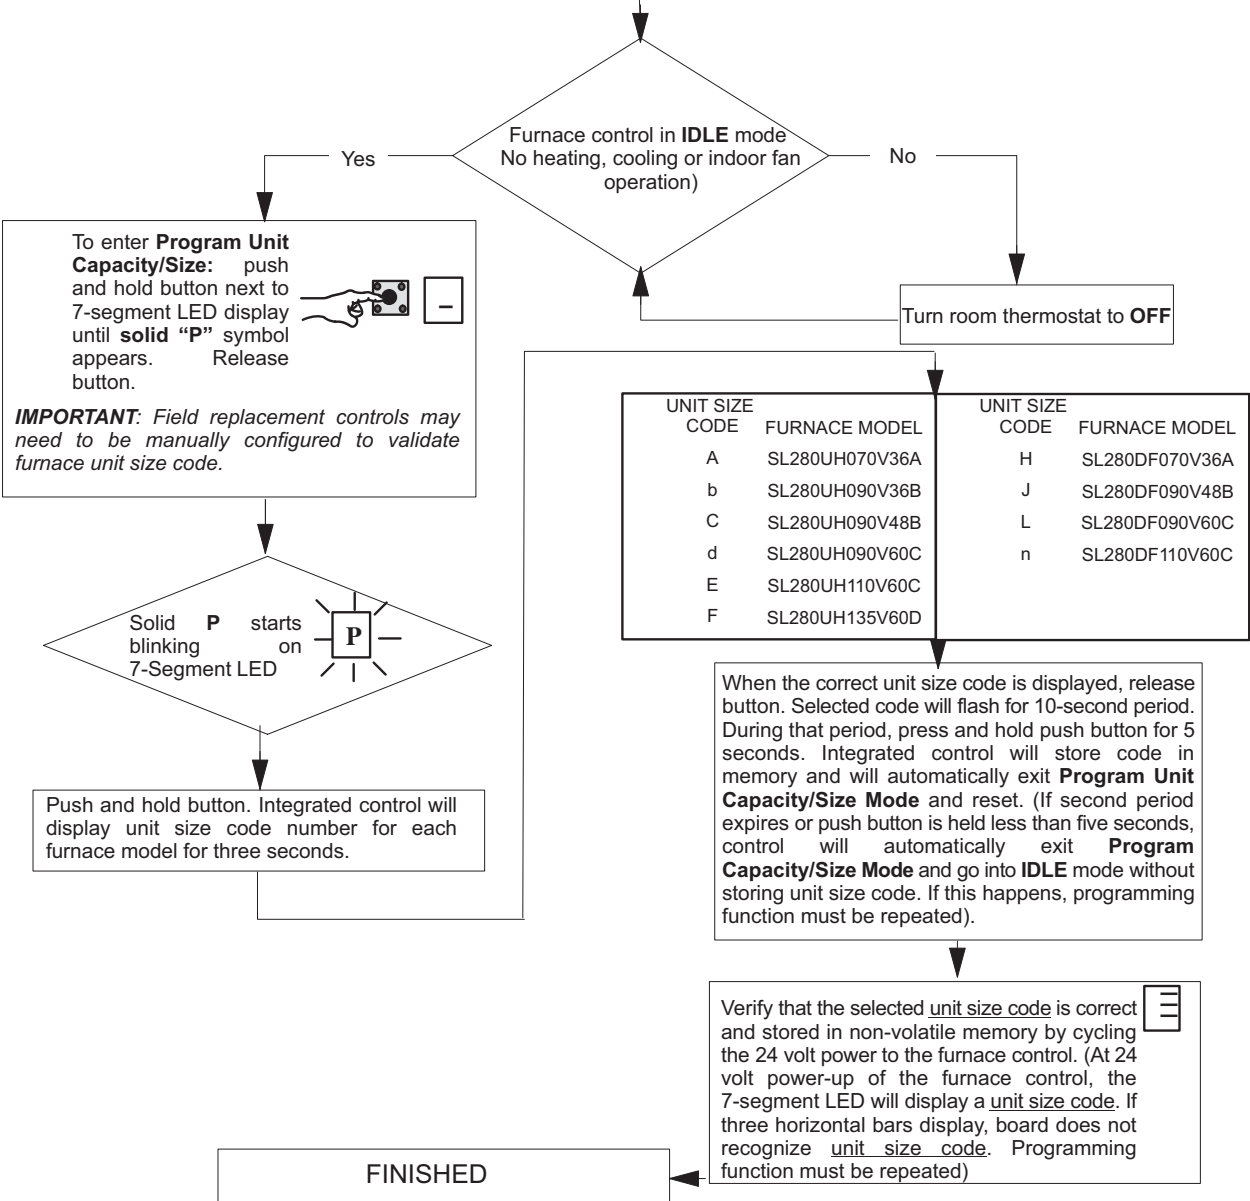 Furnace control in IDLE mode
No heating, cooling or indoor fan
operation)
Yes
No
To enter Program Unit
Capacity/Size: push
and hold button next to
7-segment LED display
until solid “P” symbol
appears. Release
button.
IMPORTANT: Field replacement controls may
need to be manually configured to validate
furnace unit size code.
Turn room thermostat to OFF
Solid P starts
blinking on
7-Segment LED
P
Push and hold button. Integrated control will
display unit size code number for each
furnace model for three seconds.
UNIT SIZE
CODE FURNACE MODEL
A SL280UH070V36A
b SL280UH090V36B
C SL280UH090V48B
d SL280UH090V60C
E SL280UH110V60C
F SL280UH135V60D
UNIT SIZE
CODE FURNACE MODEL
H SL280DF070V36A
J SL280DF090V48B
L SL280DF090V60C
n SL280DF110V60C
When the correct unit size code is displayed, release
button. Selected code will flash for 10-second period.
During that period, press and hold push button for 5
seconds. Integrated control will store code in
memory and will automatically exit Program Unit
Capacity/Size Mode and reset. (If second period
expires or push button is held less than five seconds,
control will automatically exit Program
Capacity/Size Mode and go into IDLE mode without
storing unit size code. If this happens, programming
function must be repeated).
Verify that the selected unit size code is correct
and stored in non-volatile memory by cycling
the 24 volt power to the furnace control. (At 24
volt power-up of the furnace control, the
7-segment LED will display a unit size code. If
three horizontal bars display, board does not
recognize unit size code. Programming
function must be repeated)
FINISHED